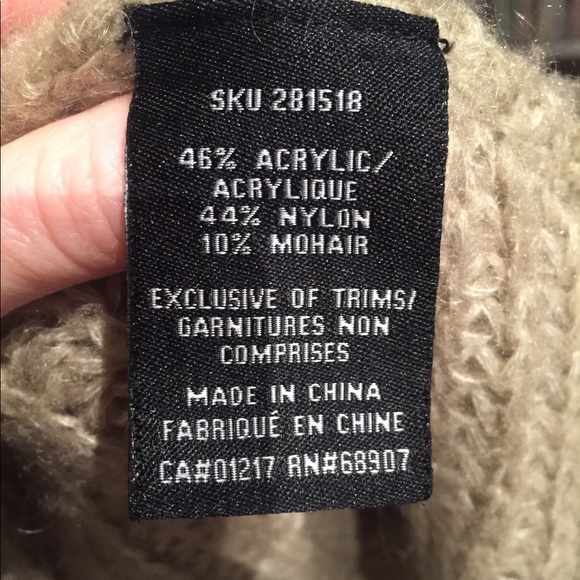 SKU 281518
46% ACRYLIC/
ACRYLIQUE
44% NYLON
10% MOHAIR
EXCLUSIVE OF TRIMS/
GARNITURES NON
COMPRISES
MADE IN CHINA
FABRIQUÉ EN CHINE
CA#01217 RN#68907